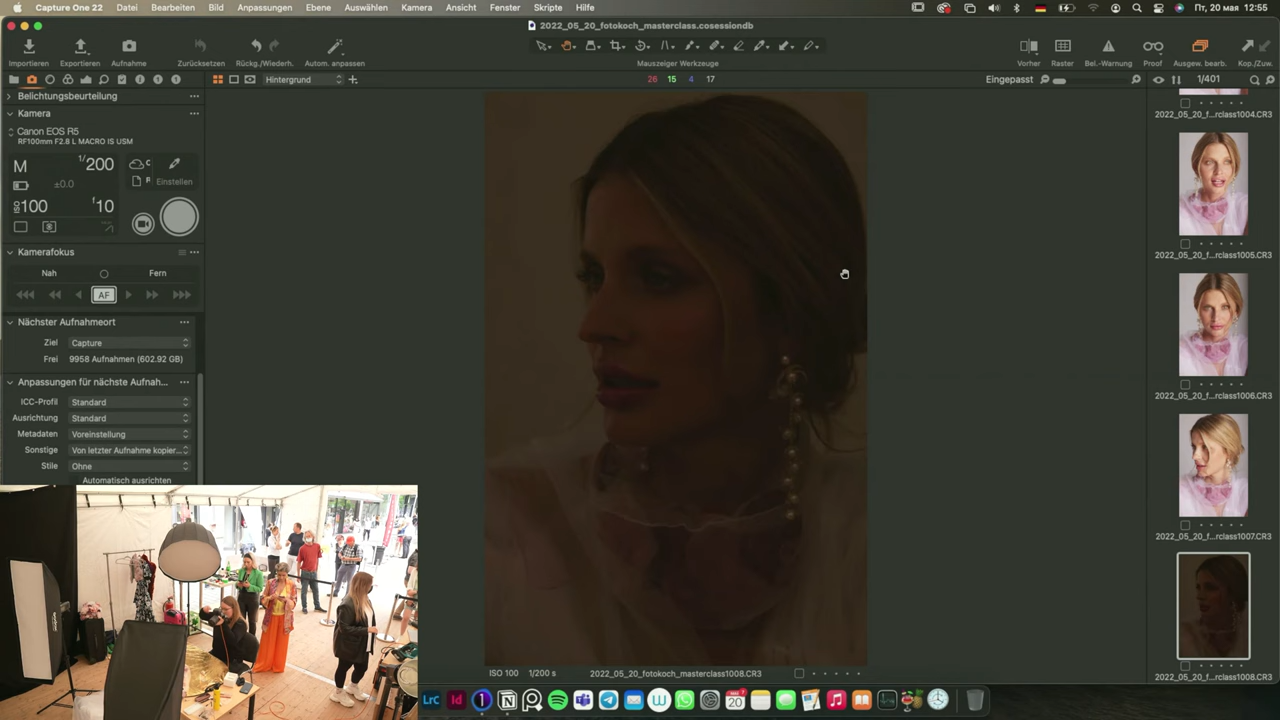 Capture One 22 Datei Bearbeiten Bild Anpassungen Ebene Auswählen Kamera Ansicht Fenster Skripte Hilfe Пт, 20 мая 12:55
2022_05_20_fotokoch_masterclass.cosessiondb
Importieren Exportieren Aufnahme Zurücksetzen Rückg./Wiederh. Autom. anpassen Mauszeiger Werkzeuge Vorher Raster Bel.-Warnung Proof Ausgew. bearb. Kop./Zuw.
Hintergrund 26 15 4 17 Eingepasst 1/401
Belichtungsbeurteilung
Kamera
Canon EOS R5
RF100mm F2.8 L MACRO IS USM
M 1/200 C
±0.0 Einstellen
ISO100 f10
Kamerafokus
Nah Fern
AF
Nächster Aufnahmeort
Ziel Capture
Frei 9958 Aufnahmen (602.92 GB)
Anpassungen für nächste Aufnah...
ICC-Profil Standard
Ausrichtung Standard
Metadaten Voreinstellung
Sonstige Von letzter Aufnahme kopier...
Stile Ohne
Automatisch ausrichten
2022_05_20_f...rclass1004.CR3
2022_05_20_f...rclass1005.CR3
2022_05_20_f...rclass1006.CR3
2022_05_20_f...rclass1007.CR3
2022_05_20_f...rclass1008.CR3
ISO 100 1/200 s 2022_05_20_fotokoch_masterclass1008.CR3
Lrc Id 1 20